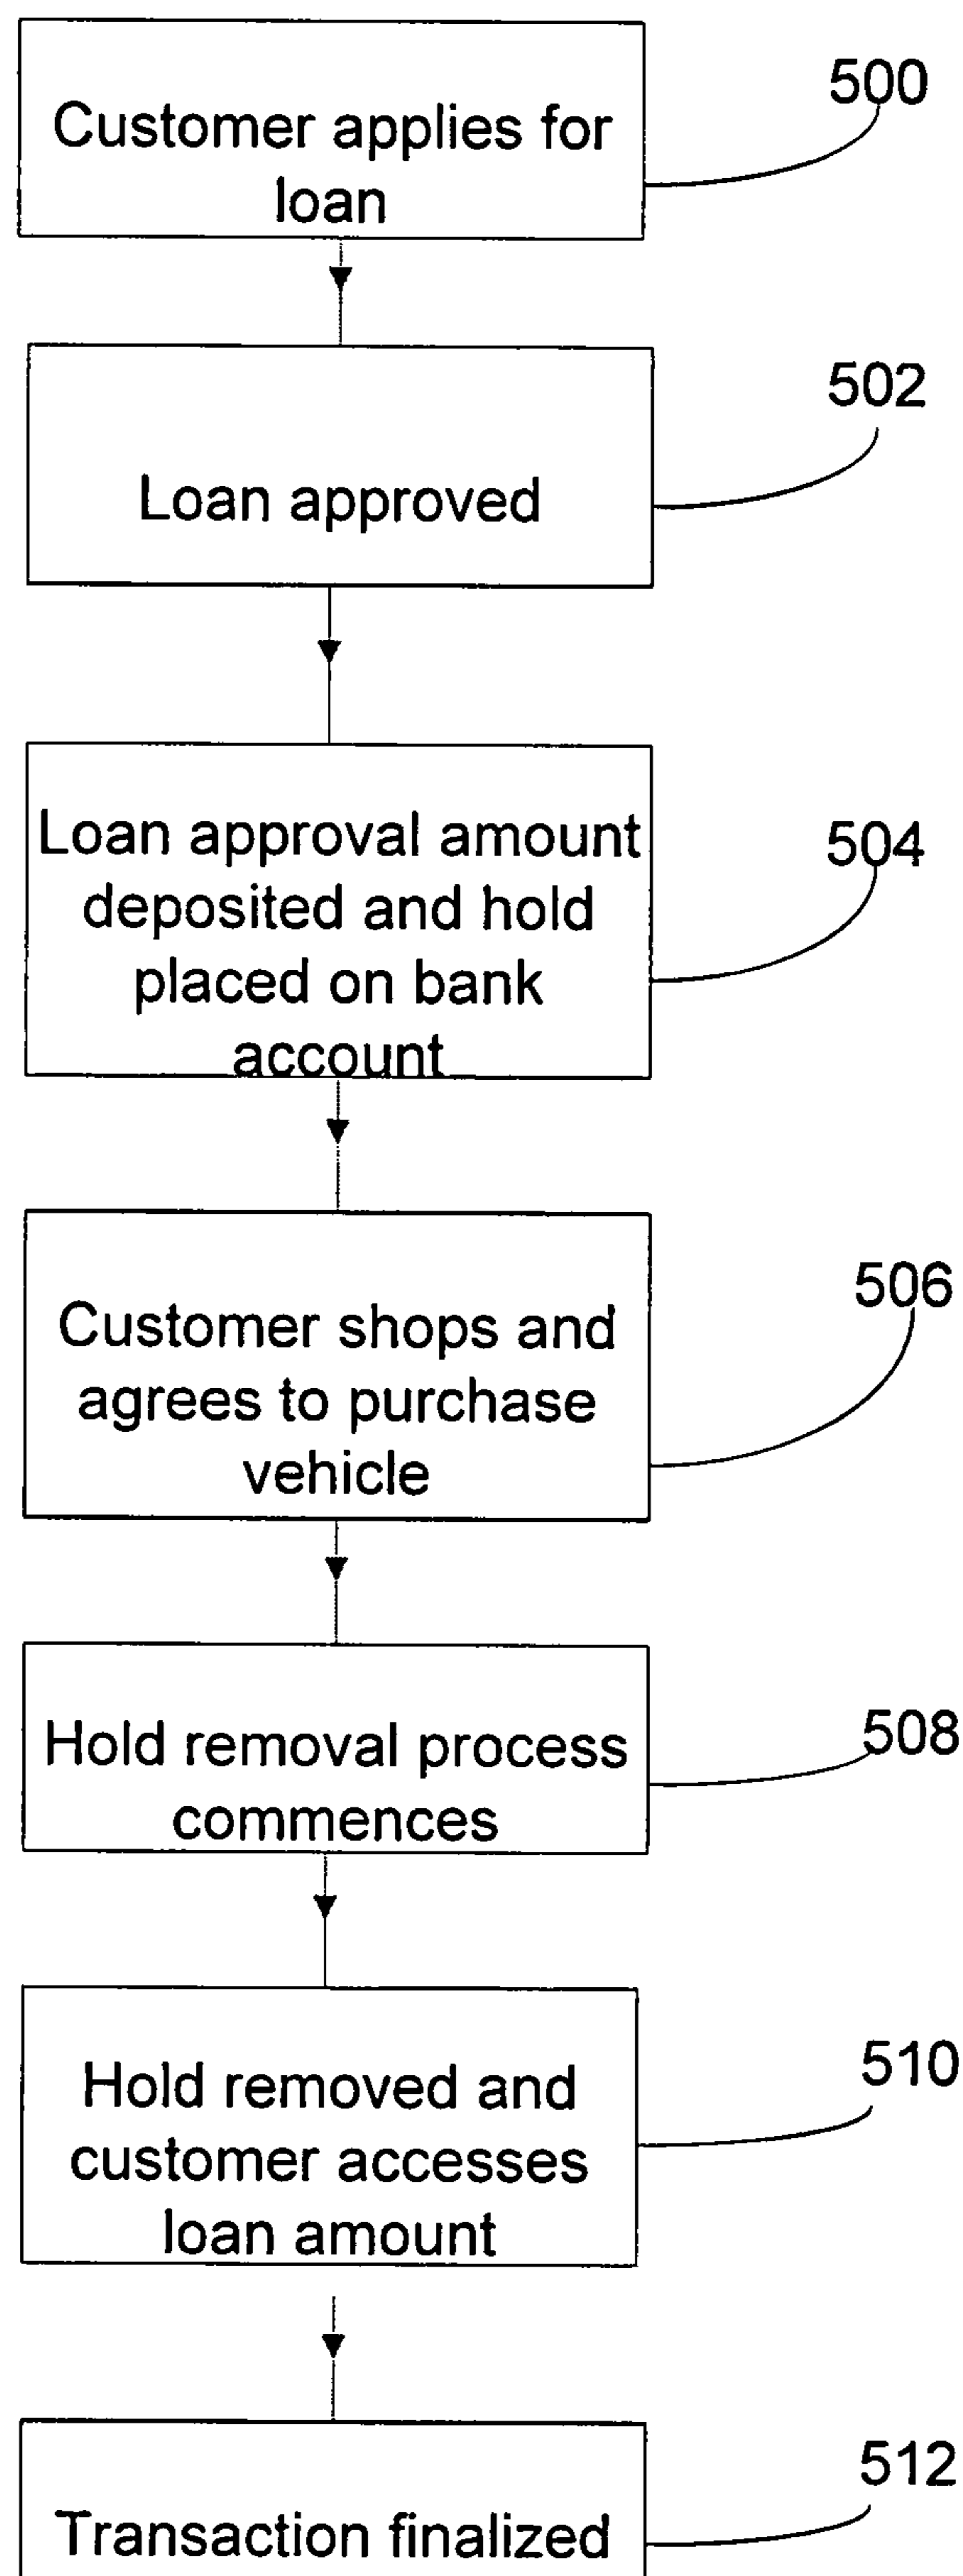 500
Customer applies for
loan
502
Loan approved
Loan approval amount
504
deposited and hold
placed on bank
account
506
Customer shops and
agrees to purchase
vehicle
508
Hold removal process
commences
510
Hold removed and
customer accesses
loan amount
512
Transaction finalized